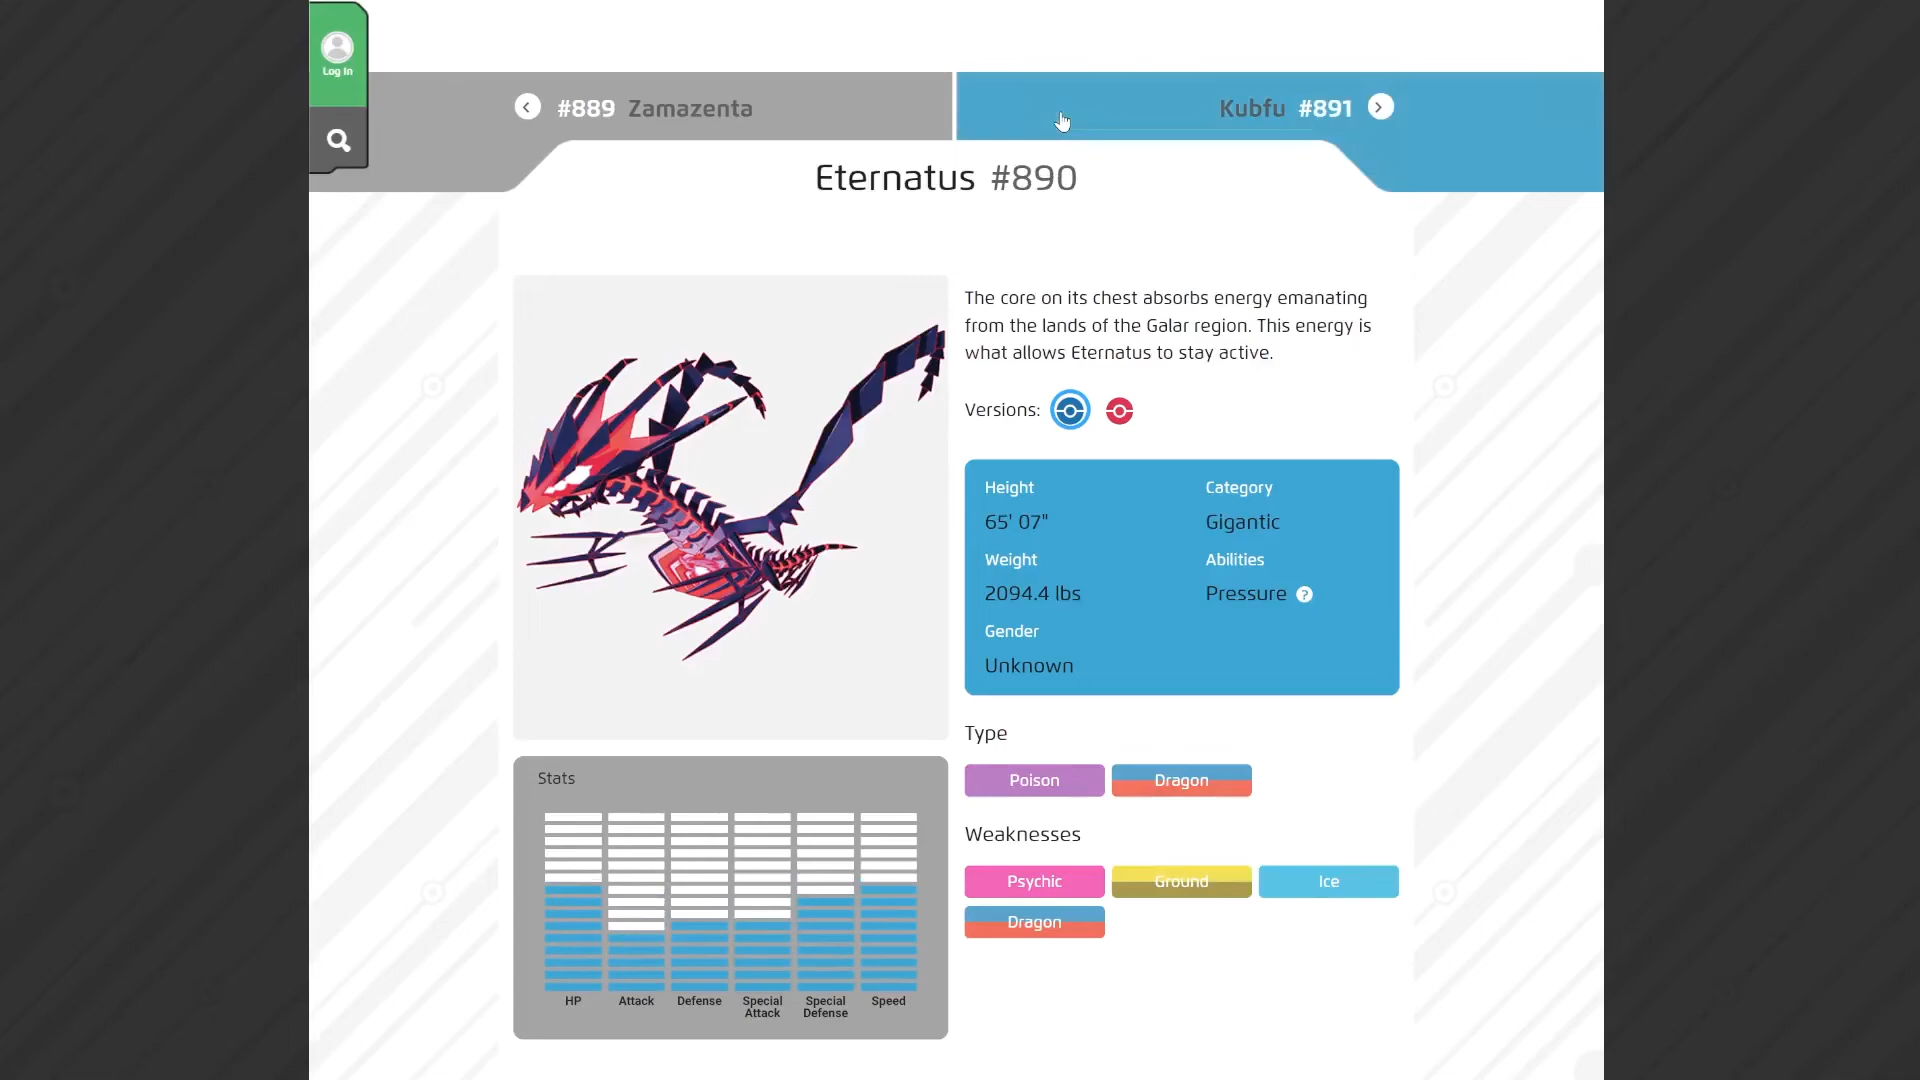 Log In
#889 Zamazenta
Kubfu #891
Eternatus #890
The core on its chest absorbs energy emanating
from the lands of the Galar region. This energy is
what allows Eternatus to stay active.
Versions:
Height
65' 07"
Category
Gigantic
Weight
2094.4 lbs
Abilities
Pressure ?
Gender
Unknown
Type
Poison
Dragon
Weaknesses
Psychic
Ground
Ice
Dragon
Stats
HP
Attack
Defense
Special
Attack
Special
Defense
Speed